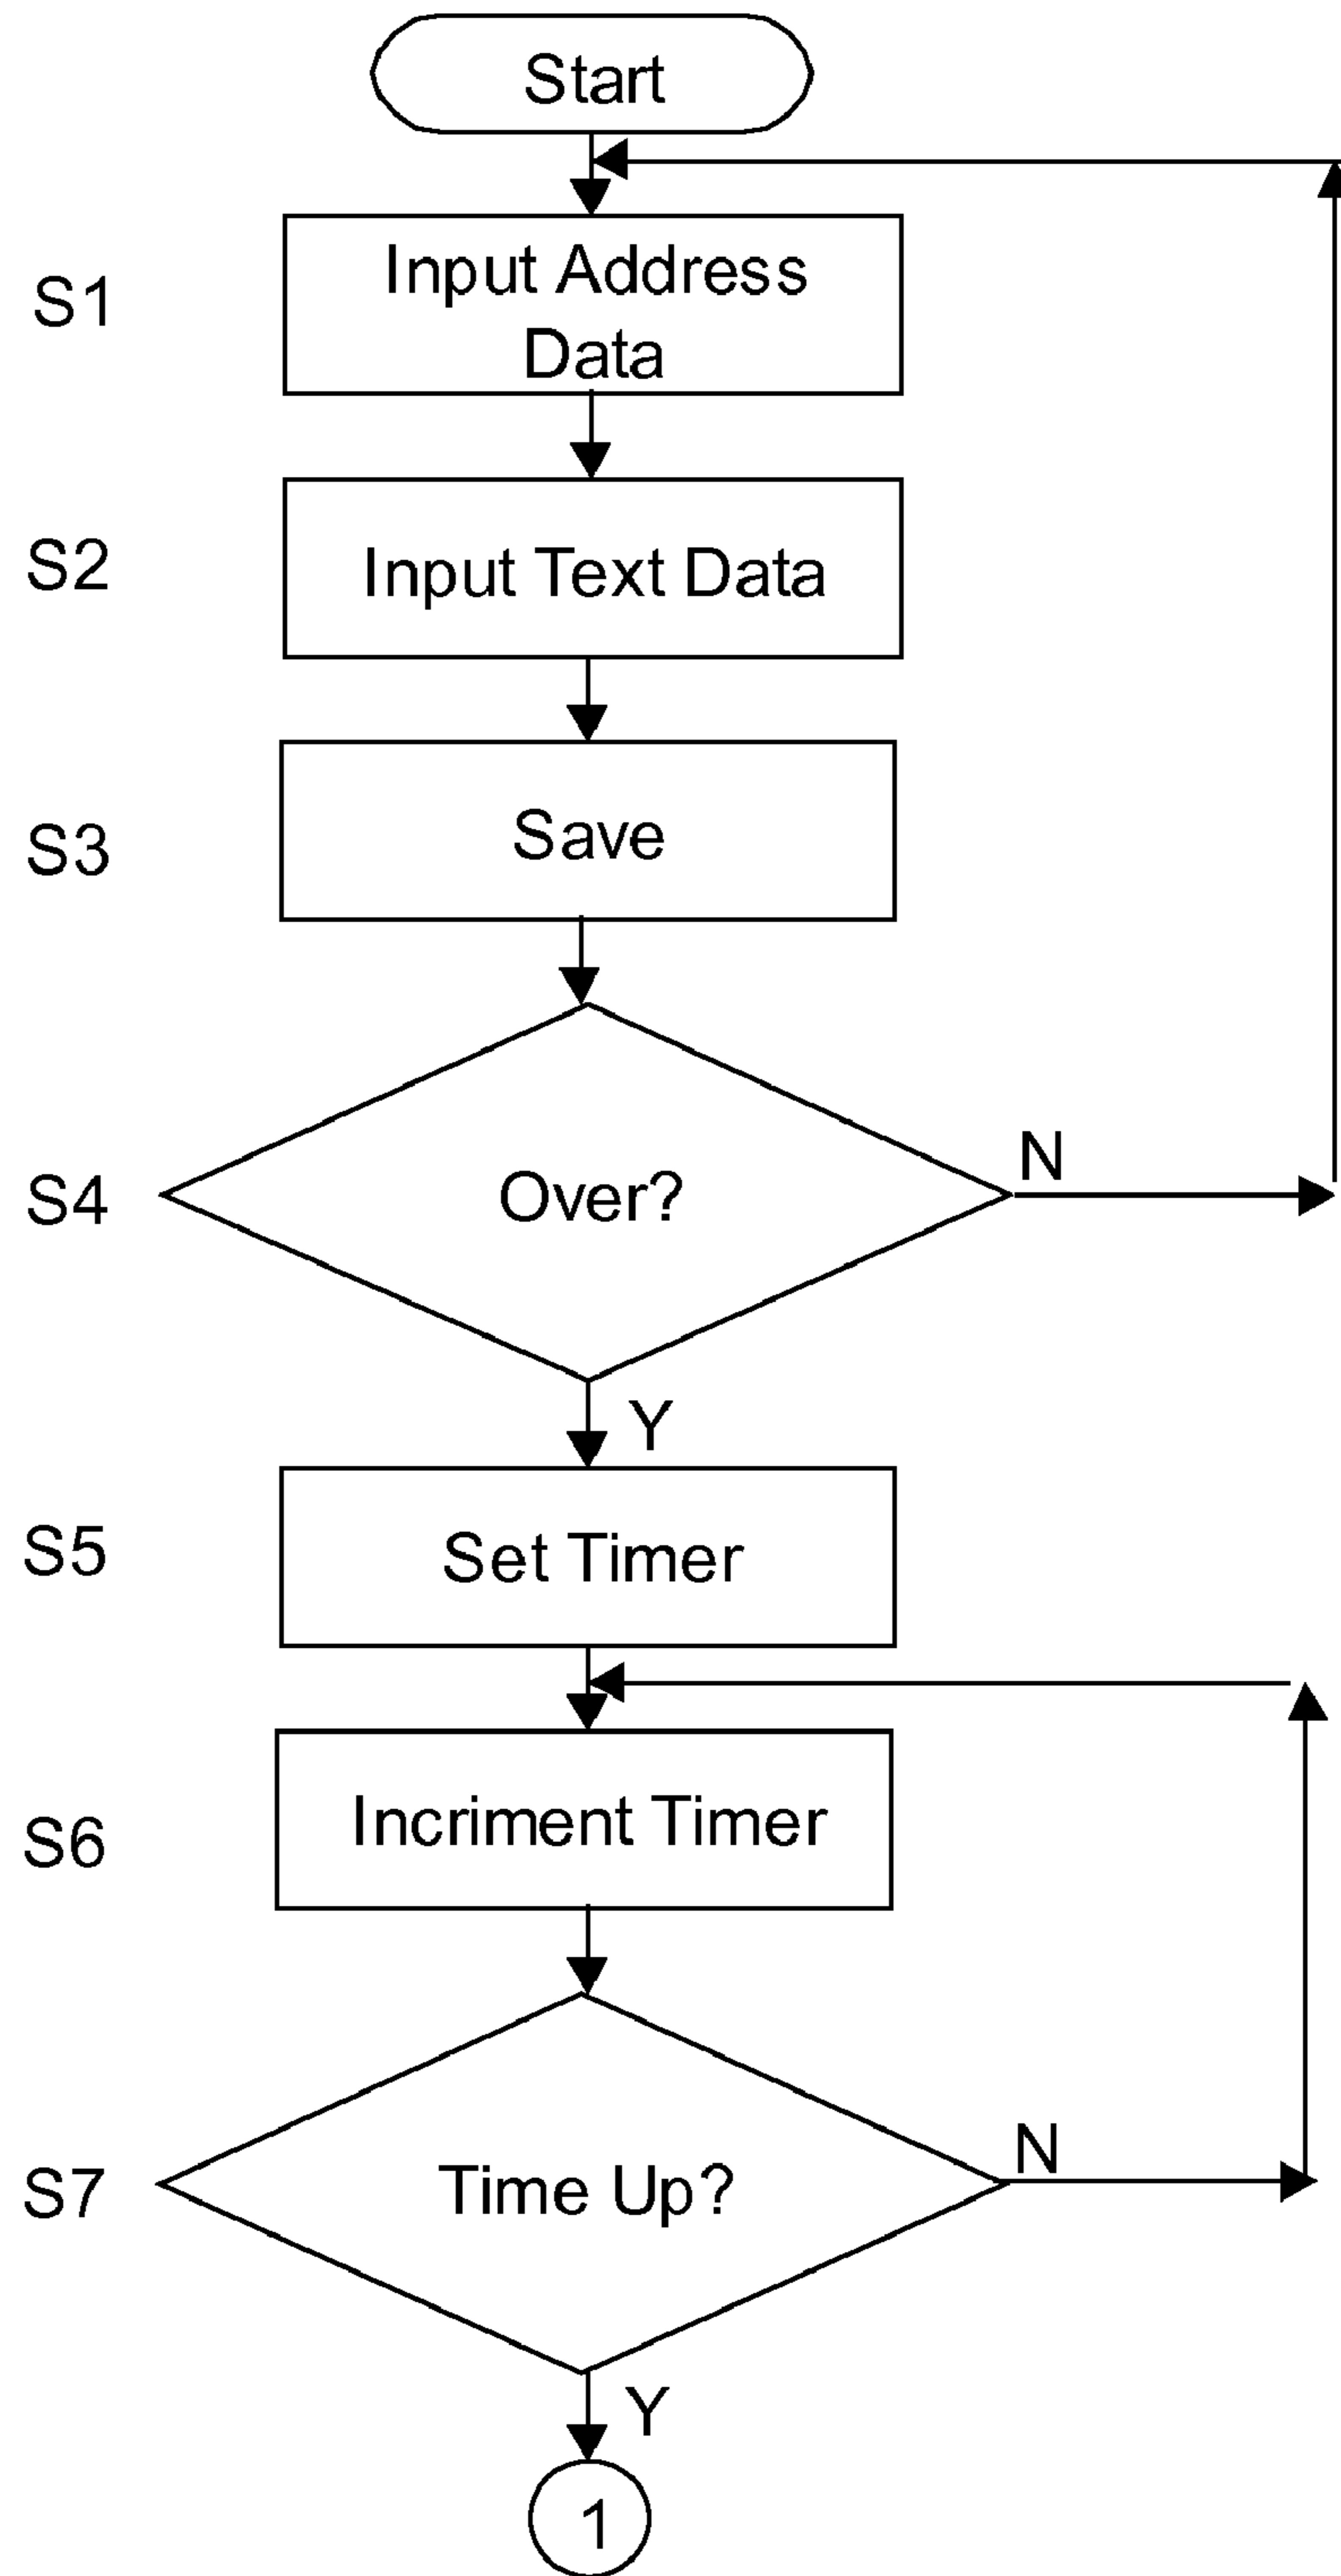 Start
S1
Input Address
Data
S2
Input Text Data
S3
Save
S4
Over?
N
Y
S5
Set Timer
S6
Incriment Timer
S7
Time Up?
N
Y
1